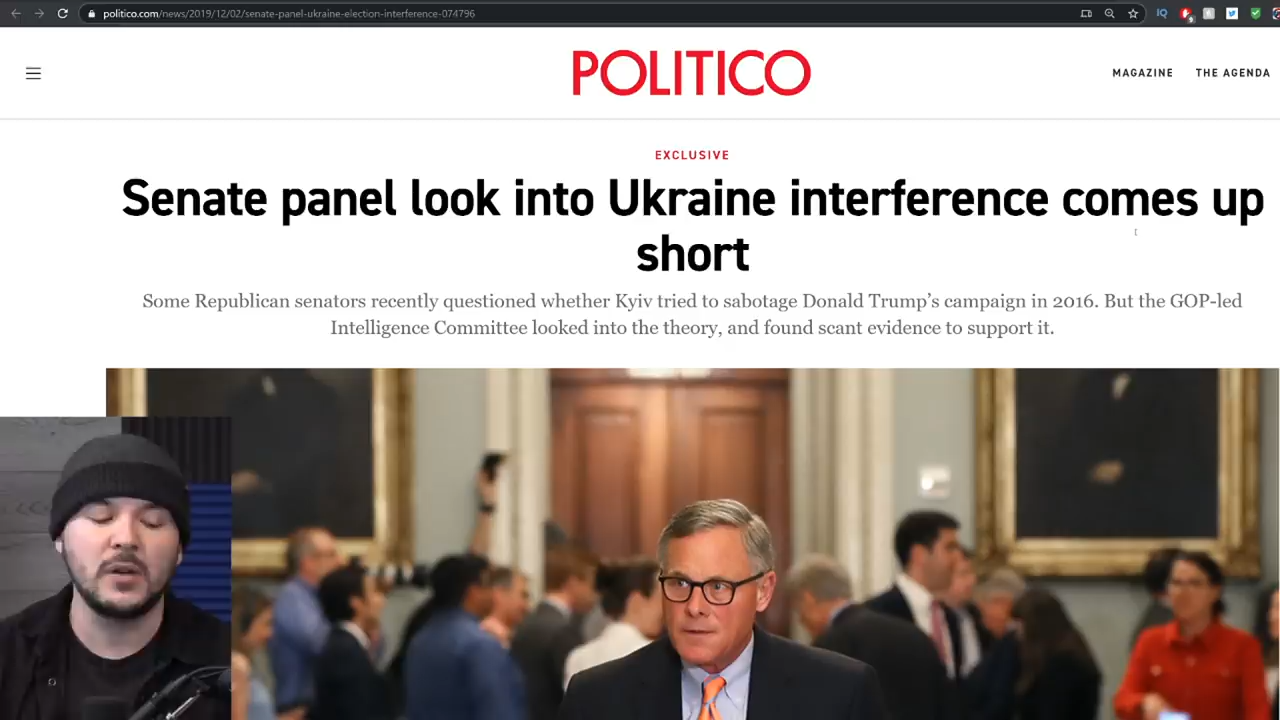 politico.com/news/2019/12/02/senate-panel-ukraine-election-interference-074796
POLITICO
MAGAZINE THE AGENDA
EXCLUSIVE
Senate panel look into Ukraine interference comes up
short
Some Republican senators recently questioned whether Kyiv tried to sabotage Donald Trump’s campaign in 2016. But the GOP-led
Intelligence Committee looked into the theory, and found scant evidence to support it.